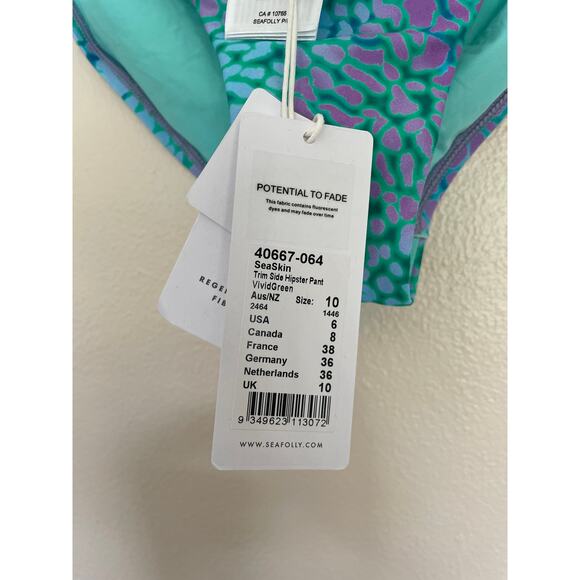 CA # 10765
SEAFOLLY
POTENTIAL TO FADE
This fabric contains fluorescent
dyes and may fade over time
40667-064
SeaSkin
Trim Side Hipster Pant
VividGreen
Aus/NZ Size: 10
2464 1446
USA 6
Canada 8
France 38
Germany 36
Netherlands 36
UK 10
9 349623 113072
WWW.SEAFOLLY.COM
REGE
FIB